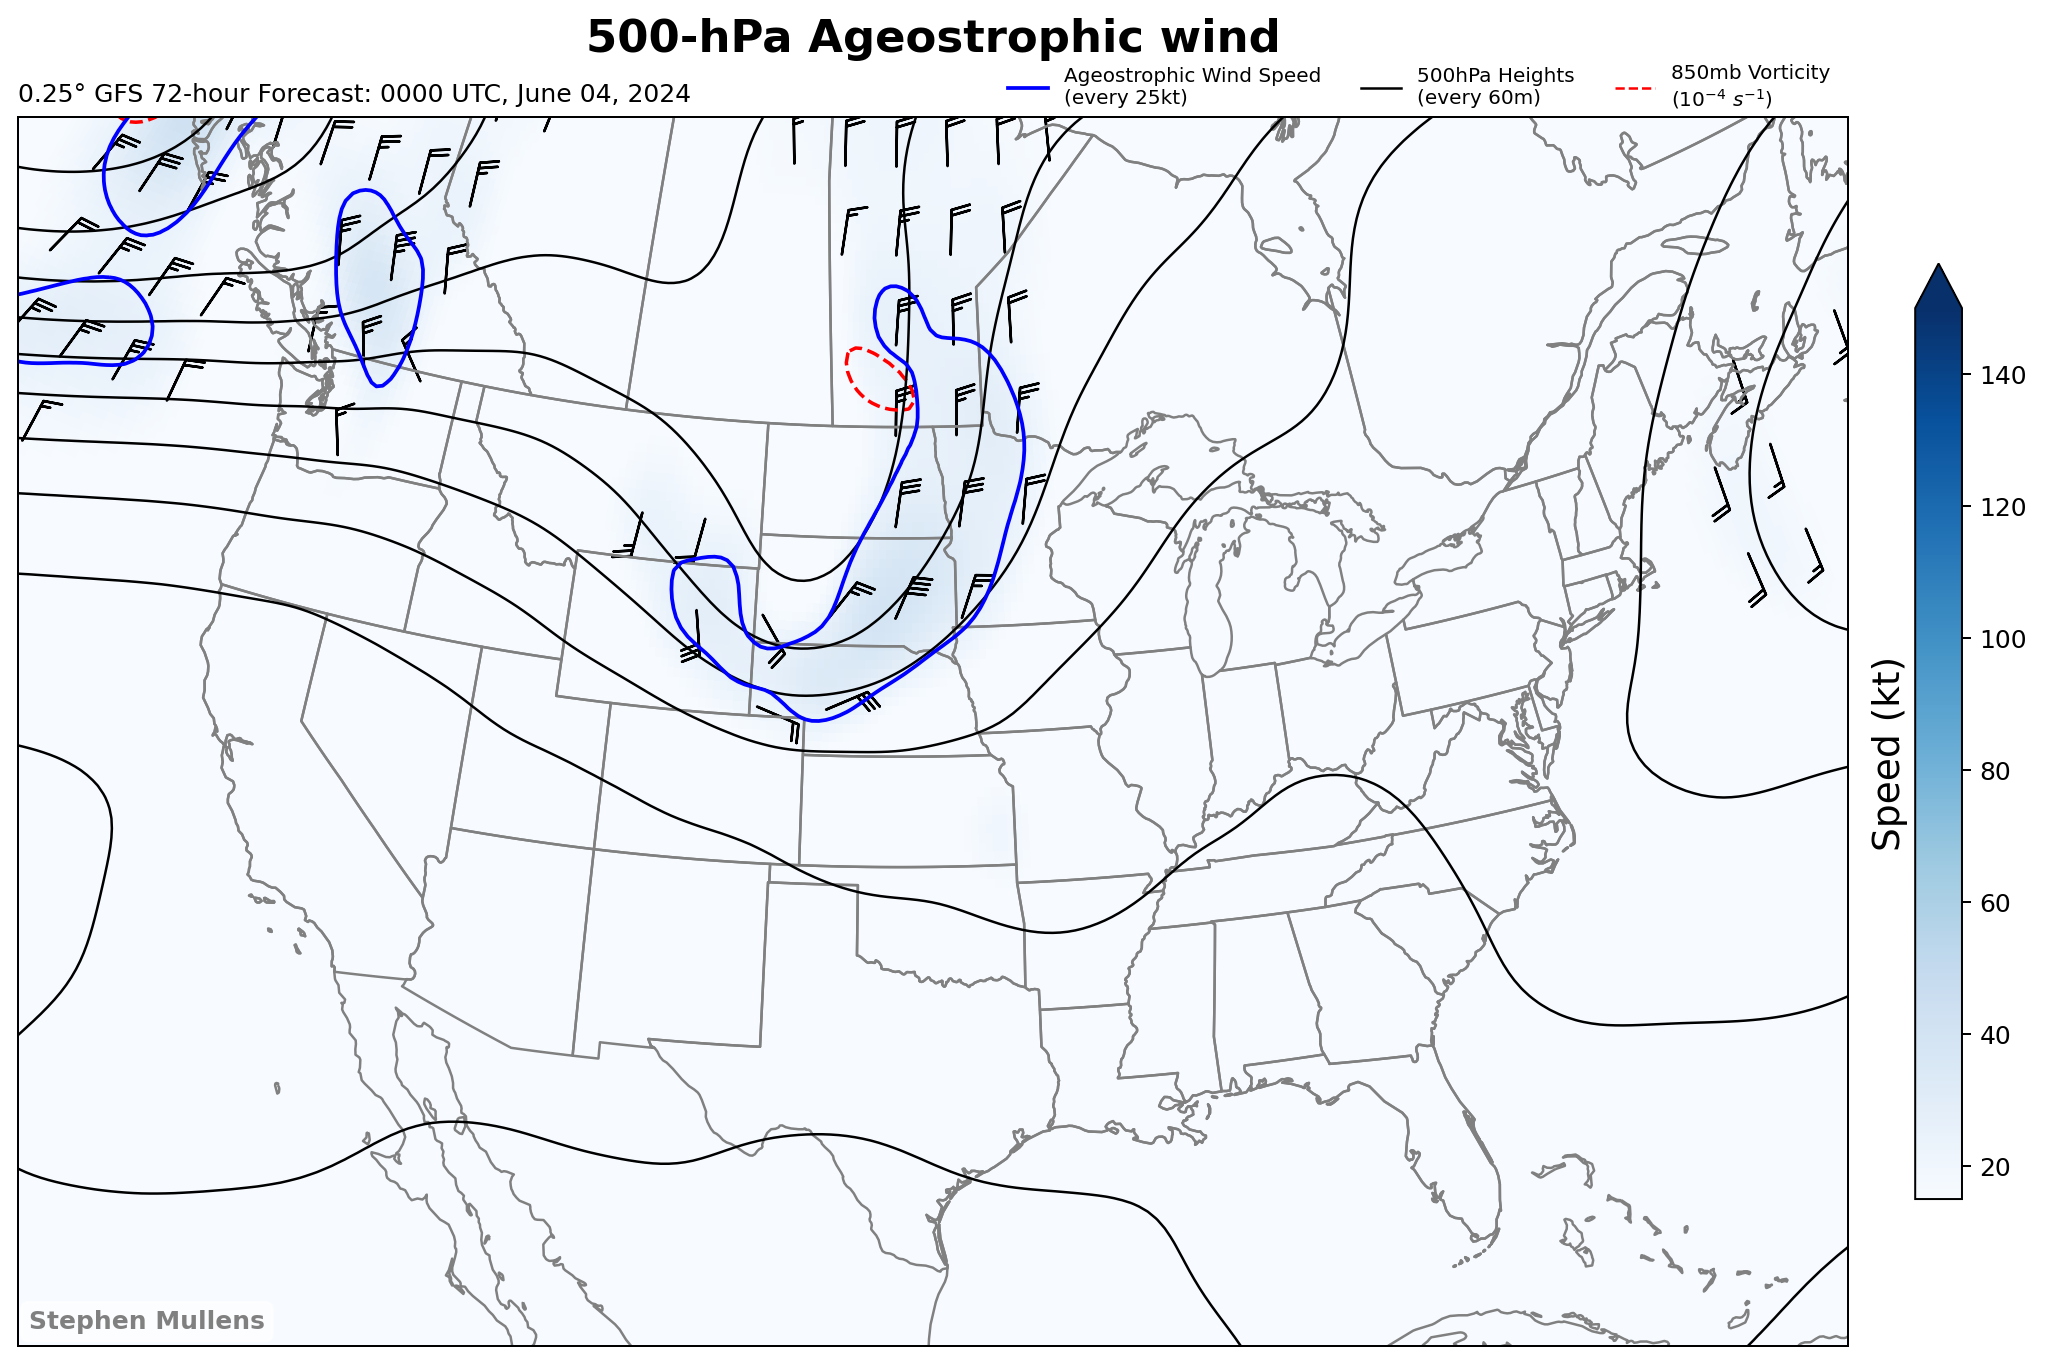 500-hPa Ageostrophic wind
0.25° GFS 72-hour Forecast: 0000 UTC, June 04, 2024
Ageostrophic Wind Speed
(every 25kt)
500hPa Heights
(every 60m)
850mb Vorticity
(10⁻⁴ s⁻¹)
140
120
100
80
60
40
20
Speed (kt)
Stephen Mullens